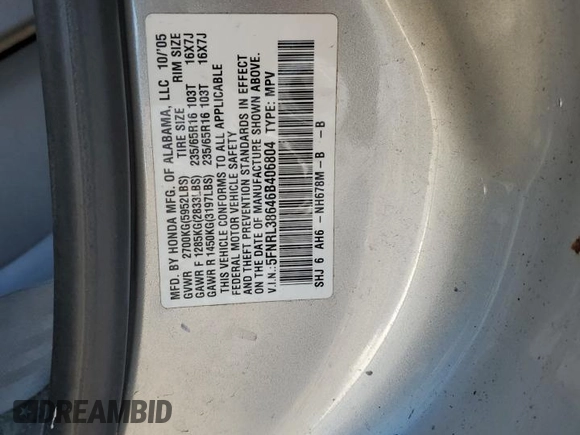 MFD. BY HONDA MFG. OF ALABAMA, LLC 10/'05
GVWR 2700KG(5952LBS) TIRE SIZE RIM SIZE
GAWR F 1285KG(2833LBS) 235/65R16 103T 16X7J
GAWR R 1450KG(3197LBS) 235/65R16 103T 16X7J
THIS VEHICLE CONFORMS TO ALL APPLICABLE
FEDERAL MOTOR VEHICLE SAFETY
AND THEFT PREVENTION STANDARDS IN EFFECT
ON THE DATE OF MANUFACTURE SHOWN ABOVE.
V.I.N.:5FNRL38646B406804 TYPE: MPV
SHJ 6 AH6 - NH678M - B - B
DREAMBID